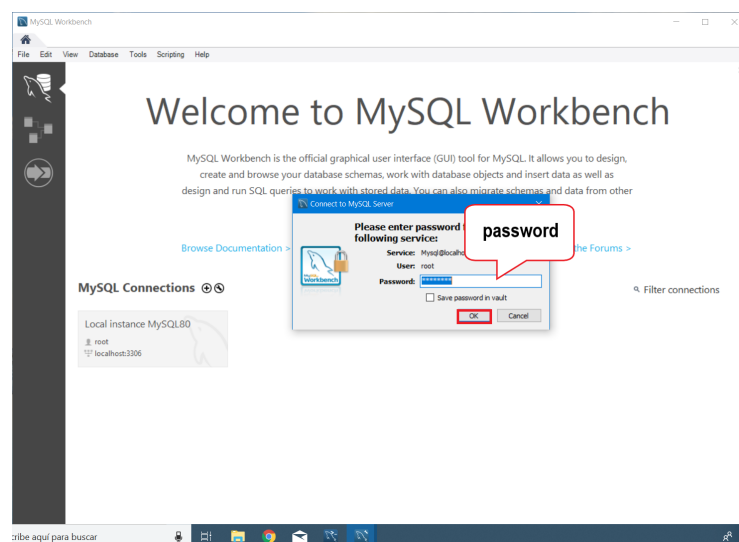 MySQL Workbench
File Edit View Database Tools Scripting Help
Welcome to MySQL Workbench
MySQL Workbench is the official graphical user interface (GUI) tool for MySQL. It allows you to design,
create and browse your database schemas, work with database objects and insert data as well as
design and run SQL queries to work with stored data. You can also migrate schemas and data from other
Connect to MySQL Server
Please enter password
following service:
password
Service: Mysql@localho
User: root
Password: ********
Save password in vault
OK Cancel
MySQL
Workbench
Browse Documentation >
the Forums >
MySQL Connections
Filter connections
Local instance MySQL80
root
localhost:3306
cribe aquí para buscar